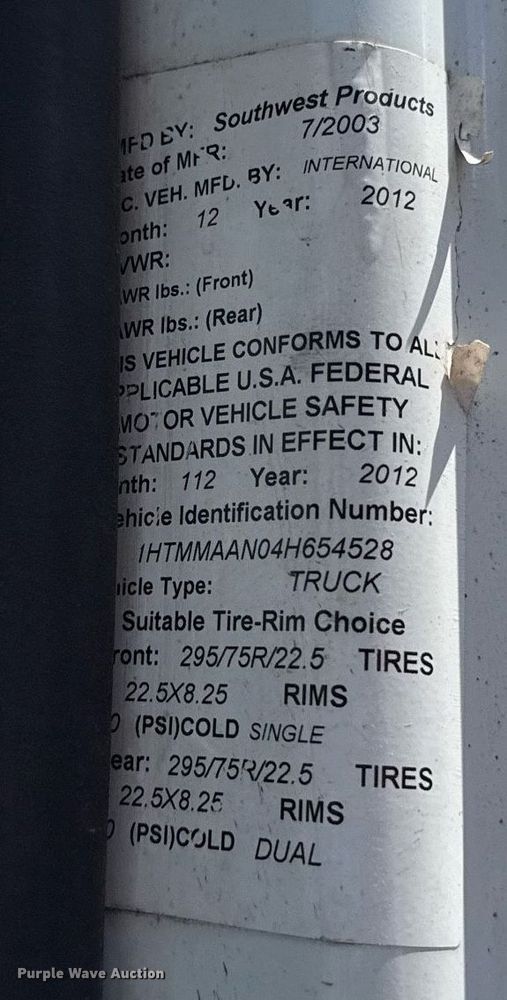 MFD BY: Southwest Products
ate of MFR: 7/2003
C. VEH. MFD. BY: INTERNATIONAL
onth: 12 Year: 2012
VWR:
WR lbs.: (Front)
WR lbs.: (Rear)
IS VEHICLE CONFORMS TO ALL
PPLICABLE U.S.A. FEDERAL
MOTOR VEHICLE SAFETY
STANDARDS IN EFFECT IN:
nth: 112 Year: 2012
ehicle Identification Number:
1HTMMAAN04H654528
icle Type: TRUCK
Suitable Tire-Rim Choice
ront: 295/75R/22.5 TIRES
22.5X8.25 RIMS
(PSI)COLD SINGLE
ear: 295/75R/22.5 TIRES
22.5X8.25 RIMS
(PSI)COLD DUAL
Purple Wave Auction